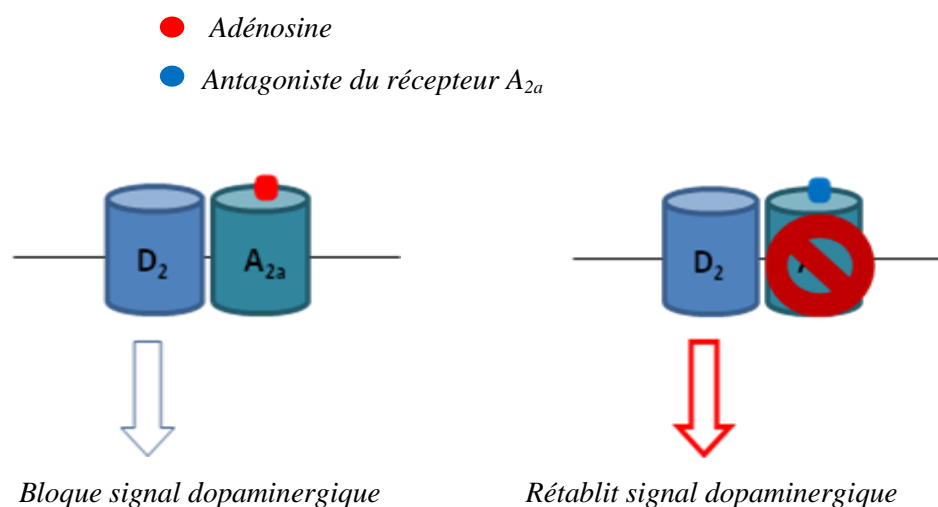 Adénosine
Antagoniste du récepteur A2a
D2 A2a
D2
Bloque signal dopaminergique
Rétablit signal dopaminergique